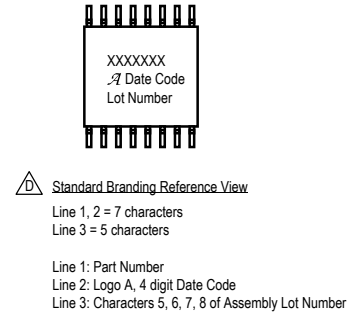 XXXXXXX
A Date Code
Lot Number
D Standard Branding Reference View
Line 1, 2 = 7 characters
Line 3 = 5 characters
Line 1: Part Number
Line 2: Logo A, 4 digit Date Code
Line 3: Characters 5, 6, 7, 8 of Assembly Lot Number